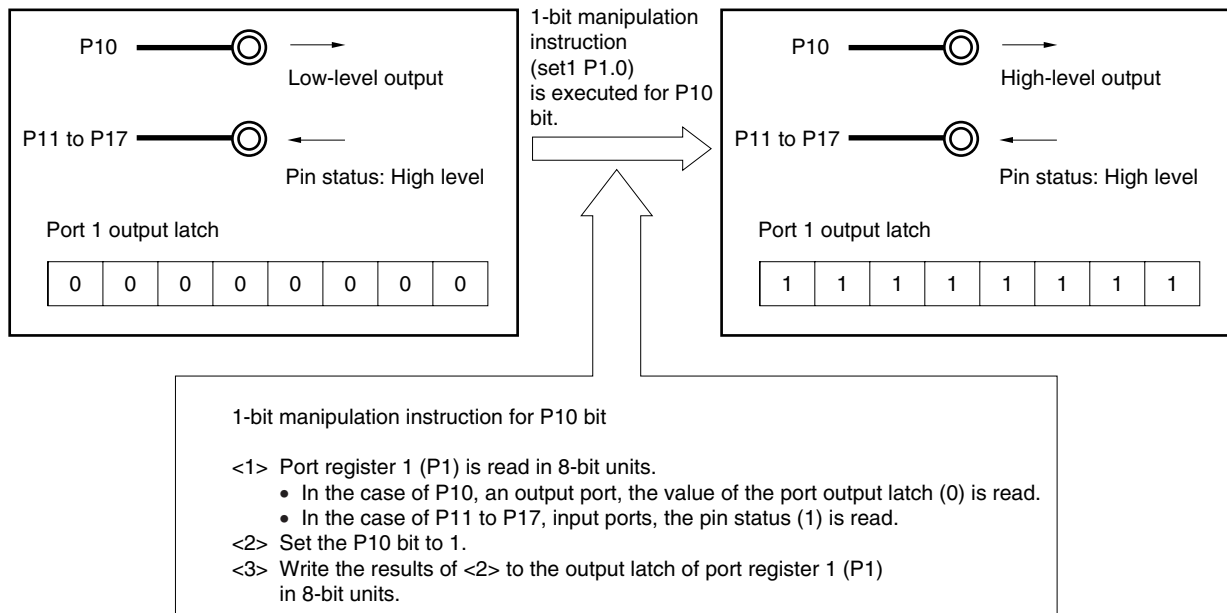 P10
Low-level output
P11 to P17
Pin status: High level
Port 1 output latch
0 0 0 0 0 0 0 0
1-bit manipulation
instruction
(set1 P1.0)
is executed for P10
bit.
P10
High-level output
P11 to P17
Pin status: High level
Port 1 output latch
1 1 1 1 1 1 1 1
1-bit manipulation instruction for P10 bit
<1> Port register 1 (P1) is read in 8-bit units.
• In the case of P10, an output port, the value of the port output latch (0) is read.
• In the case of P11 to P17, input ports, the pin status (1) is read.
<2> Set the P10 bit to 1.
<3> Write the results of <2> to the output latch of port register 1 (P1)
in 8-bit units.